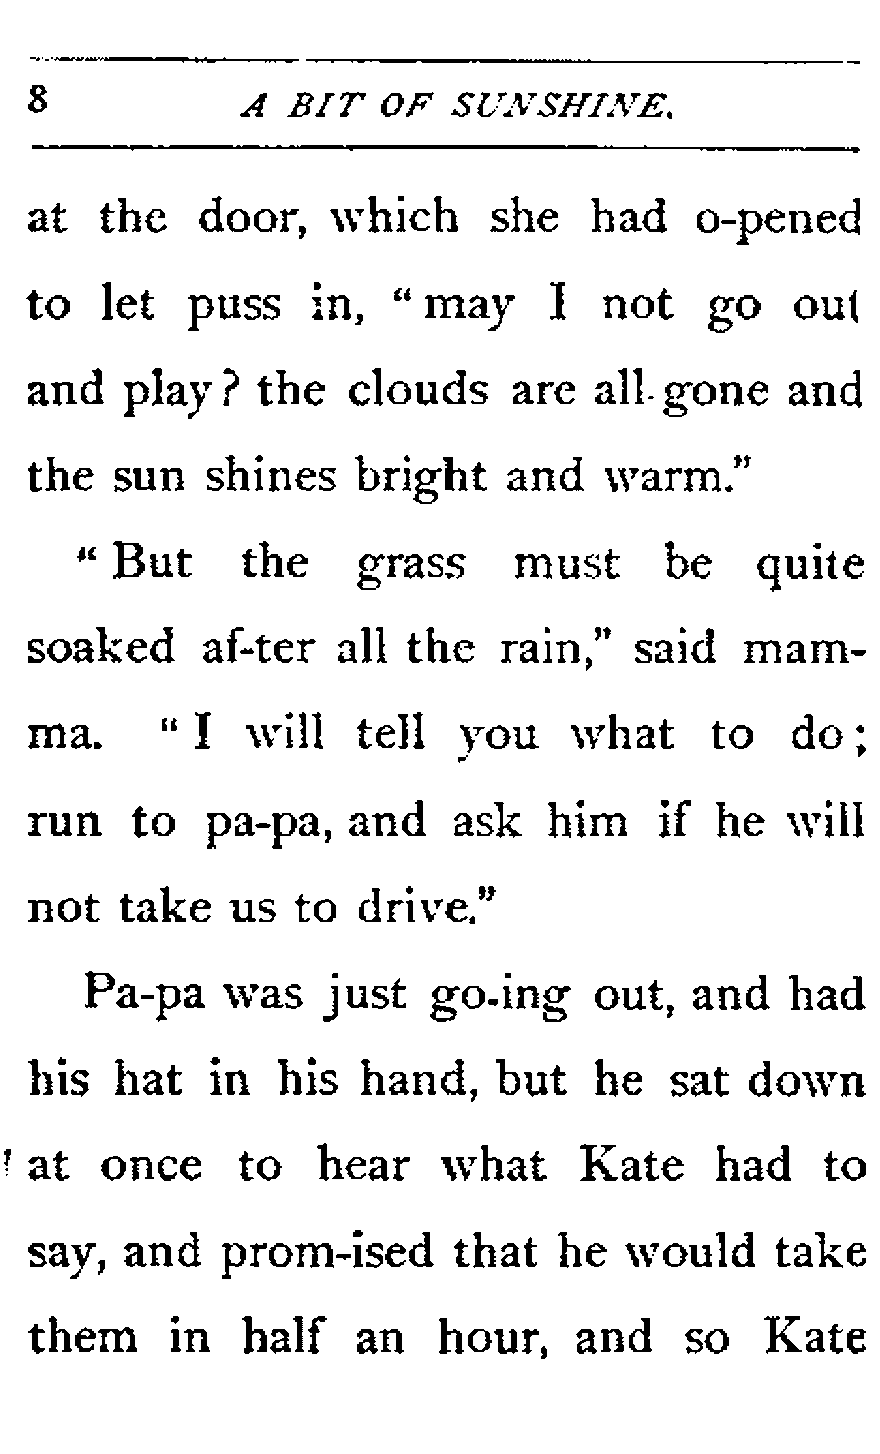 8 A BIT OF SUNSHINE.
at the door, which she had o-pened
to let puss in, “ may I not go out
and play ? the clouds are all gone and
the sun shines bright and warm.”
“ But the grass must be quite
soaked af-ter all the rain,” said mam-
ma. “ I will tell you what to do ;
run to pa-pa, and ask him if he will
not take us to drive.”
Pa-pa was just go-ing out, and had
his hat in his hand, but he sat down
at once to hear what Kate had to
say, and prom-ised that he would take
them in half an hour, and so Kate